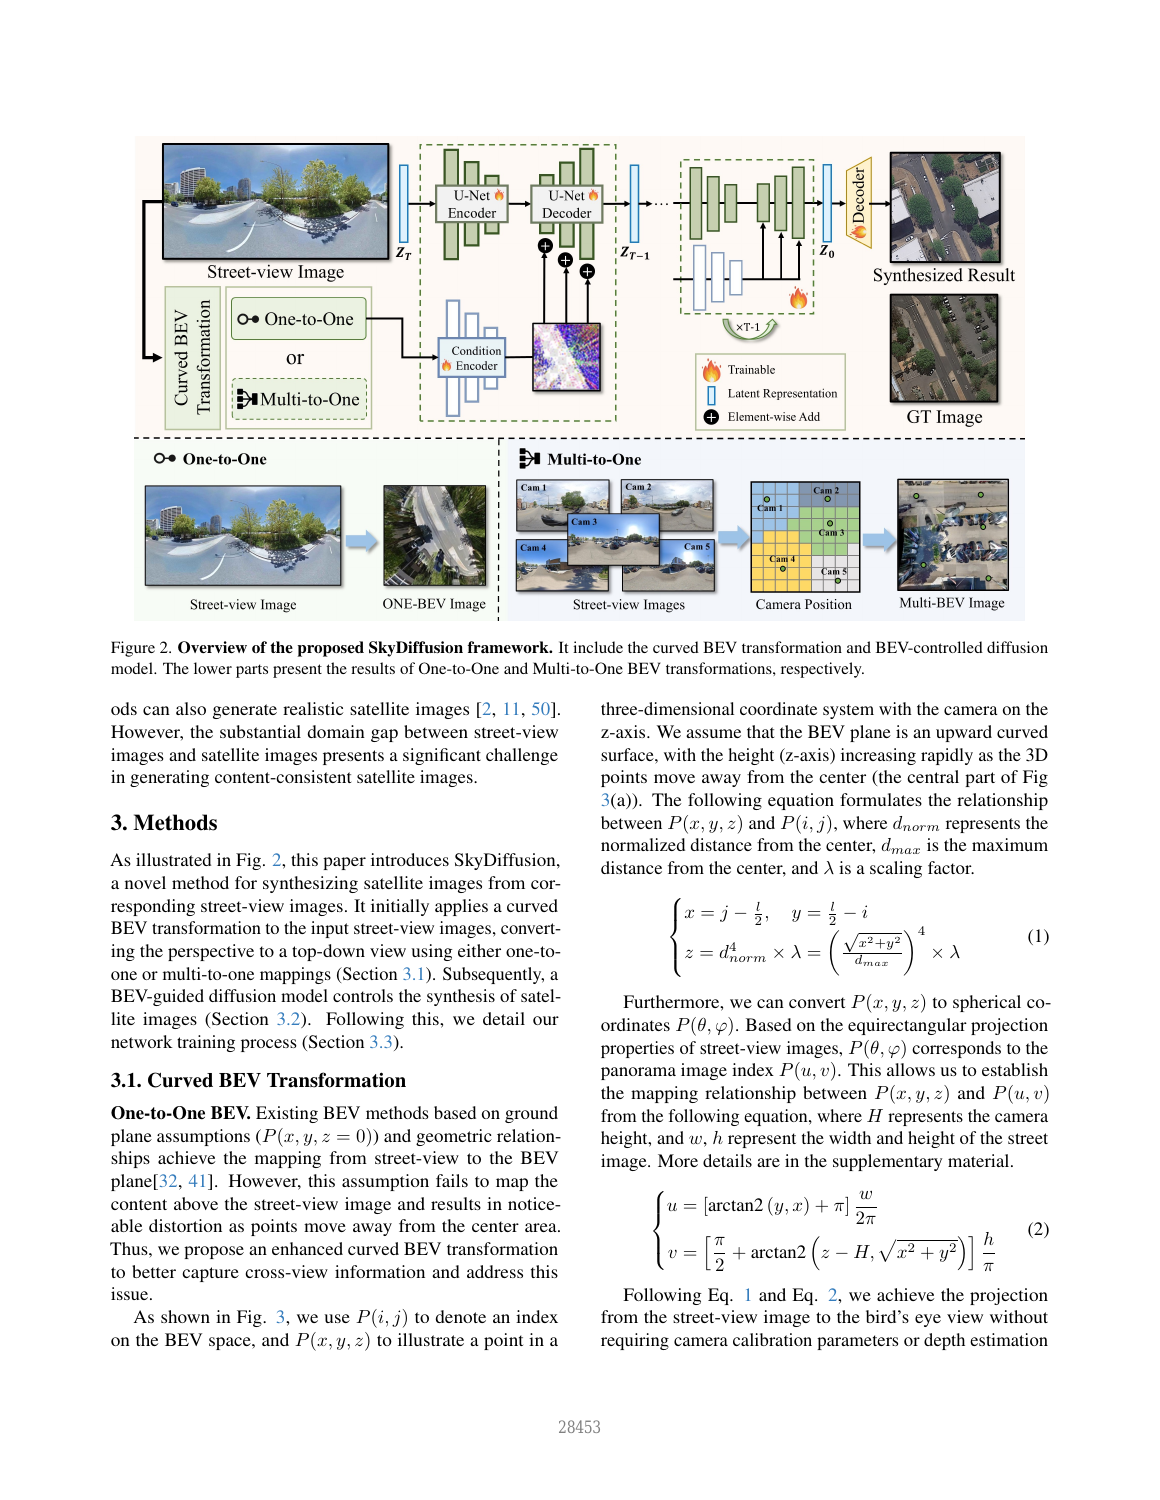 Street-view Image
Curved BEV
Transformation
One-to-One
or
Multi-to-One
Z_T
U-Net
Encoder
U-Net
Decoder
Condition
Encoder
Z_{T−1}
...
×T-1
Z_0
Decoder
Synthesized Result
GT Image
Trainable
Latent Representation
Element-wise Add
One-to-One
Street-view Image
ONE-BEV Image
Multi-to-One
Cam 1
Cam 2
Cam 3
Cam 4
Cam 5
Street-view Images
Cam 2
Cam 1
Cam 3
Cam 4
Cam 5
Camera Position
Multi-BEV Image
Figure 2. Overview of the proposed SkyDiffusion framework. It include the curved BEV transformation and BEV-controlled diffusion
model. The lower parts present the results of One-to-One and Multi-to-One BEV transformations, respectively.
ods can also generate realistic satellite images [2, 11, 50].
However, the substantial domain gap between street-view
images and satellite images presents a significant challenge
in generating content-consistent satellite images.
3. Methods
As illustrated in Fig. 2, this paper introduces SkyDiffusion,
a novel method for synthesizing satellite images from cor-
responding street-view images. It initially applies a curved
BEV transformation to the input street-view images, convert-
ing the perspective to a top-down view using either one-to-
one or multi-to-one mappings (Section 3.1). Subsequently, a
BEV-guided diffusion model controls the synthesis of satel-
lite images (Section 3.2). Following this, we detail our
network training process (Section 3.3).
3.1. Curved BEV Transformation
One-to-One BEV. Existing BEV methods based on ground
plane assumptions (P(x, y, z = 0)) and geometric relation-
ships achieve the mapping from street-view to the BEV
plane[32, 41]. However, this assumption fails to map the
content above the street-view image and results in notice-
able distortion as points move away from the center area.
Thus, we propose an enhanced curved BEV transformation
to better capture cross-view information and address this
issue.
As shown in Fig. 3, we use P(i, j) to denote an index
on the BEV space, and P(x, y, z) to illustrate a point in a
three-dimensional coordinate system with the camera on the
z-axis. We assume that the BEV plane is an upward curved
surface, with the height (z-axis) increasing rapidly as the 3D
points move away from the center (the central part of Fig
3(a)). The following equation formulates the relationship
between P(x, y, z) and P(i, j), where d_{norm} represents the
normalized distance from the center, d_{max} is the maximum
distance from the center, and λ is a scaling factor.
{ x = j − l/2, y = l/2 − i
z = d^4_{norm} × λ = (√(x²+y²)/d_{max})^4 × λ (1)
Furthermore, we can convert P(x, y, z) to spherical co-
ordinates P(θ, φ). Based on the equirectangular projection
properties of street-view images, P(θ, φ) corresponds to the
panorama image index P(u, v). This allows us to establish
the mapping relationship between P(x, y, z) and P(u, v)
from the following equation, where H represents the camera
height, and w, h represent the width and height of the street
image. More details are in the supplementary material.
{ u = [arctan2 (y, x) + π] w/2π
v = [π/2 + arctan2 (z − H, √(x² + y²))] h/π (2)
Following Eq. 1 and Eq. 2, we achieve the projection
from the street-view image to the bird's eye view without
requiring camera calibration parameters or depth estimation
28453